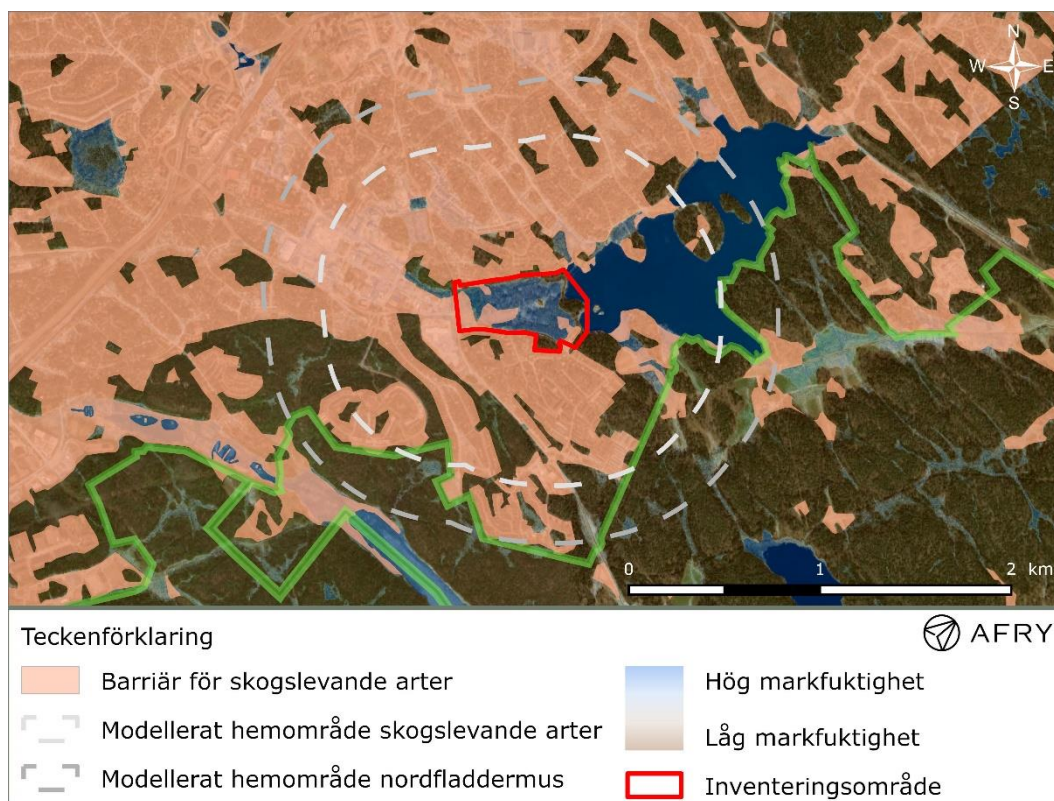 N
W E
S
0 1 2 km
Teckenförklaring
AFRY
Barriär för skogslevande arter
Modellerat hemområde skogslevande arter
Modellerat hemområde nordfladdermus
Hög markfuktighet
Låg markfuktighet
Inventeringsområde